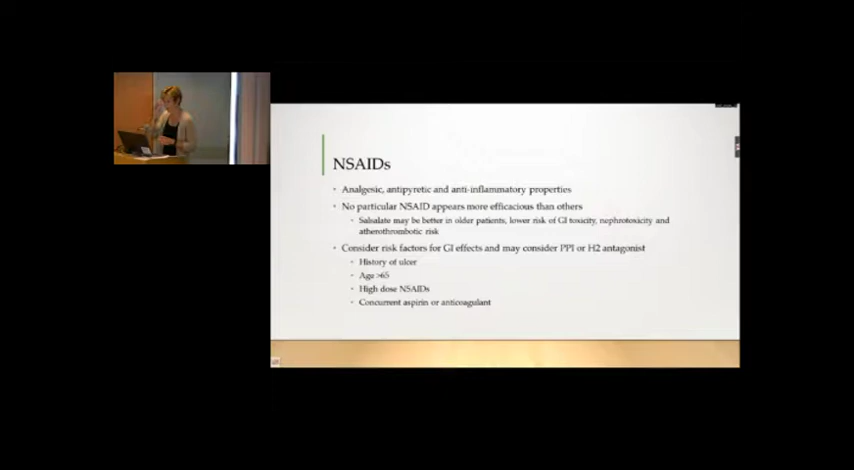 NSAIDs
Analgesic, antipyretic and anti-inflammatory properties
No particular NSAID appears more efficacious than others
Salsalate may be better in older patients, lower risk of GI toxicity, nephrotoxicity and
atherothrombotic risk
Consider risk factors for GI effects and may consider PPI or H2 antagonist
History of ulcer
Age >65
High dose NSAIDs
Concurrent aspirin or anticoagulant